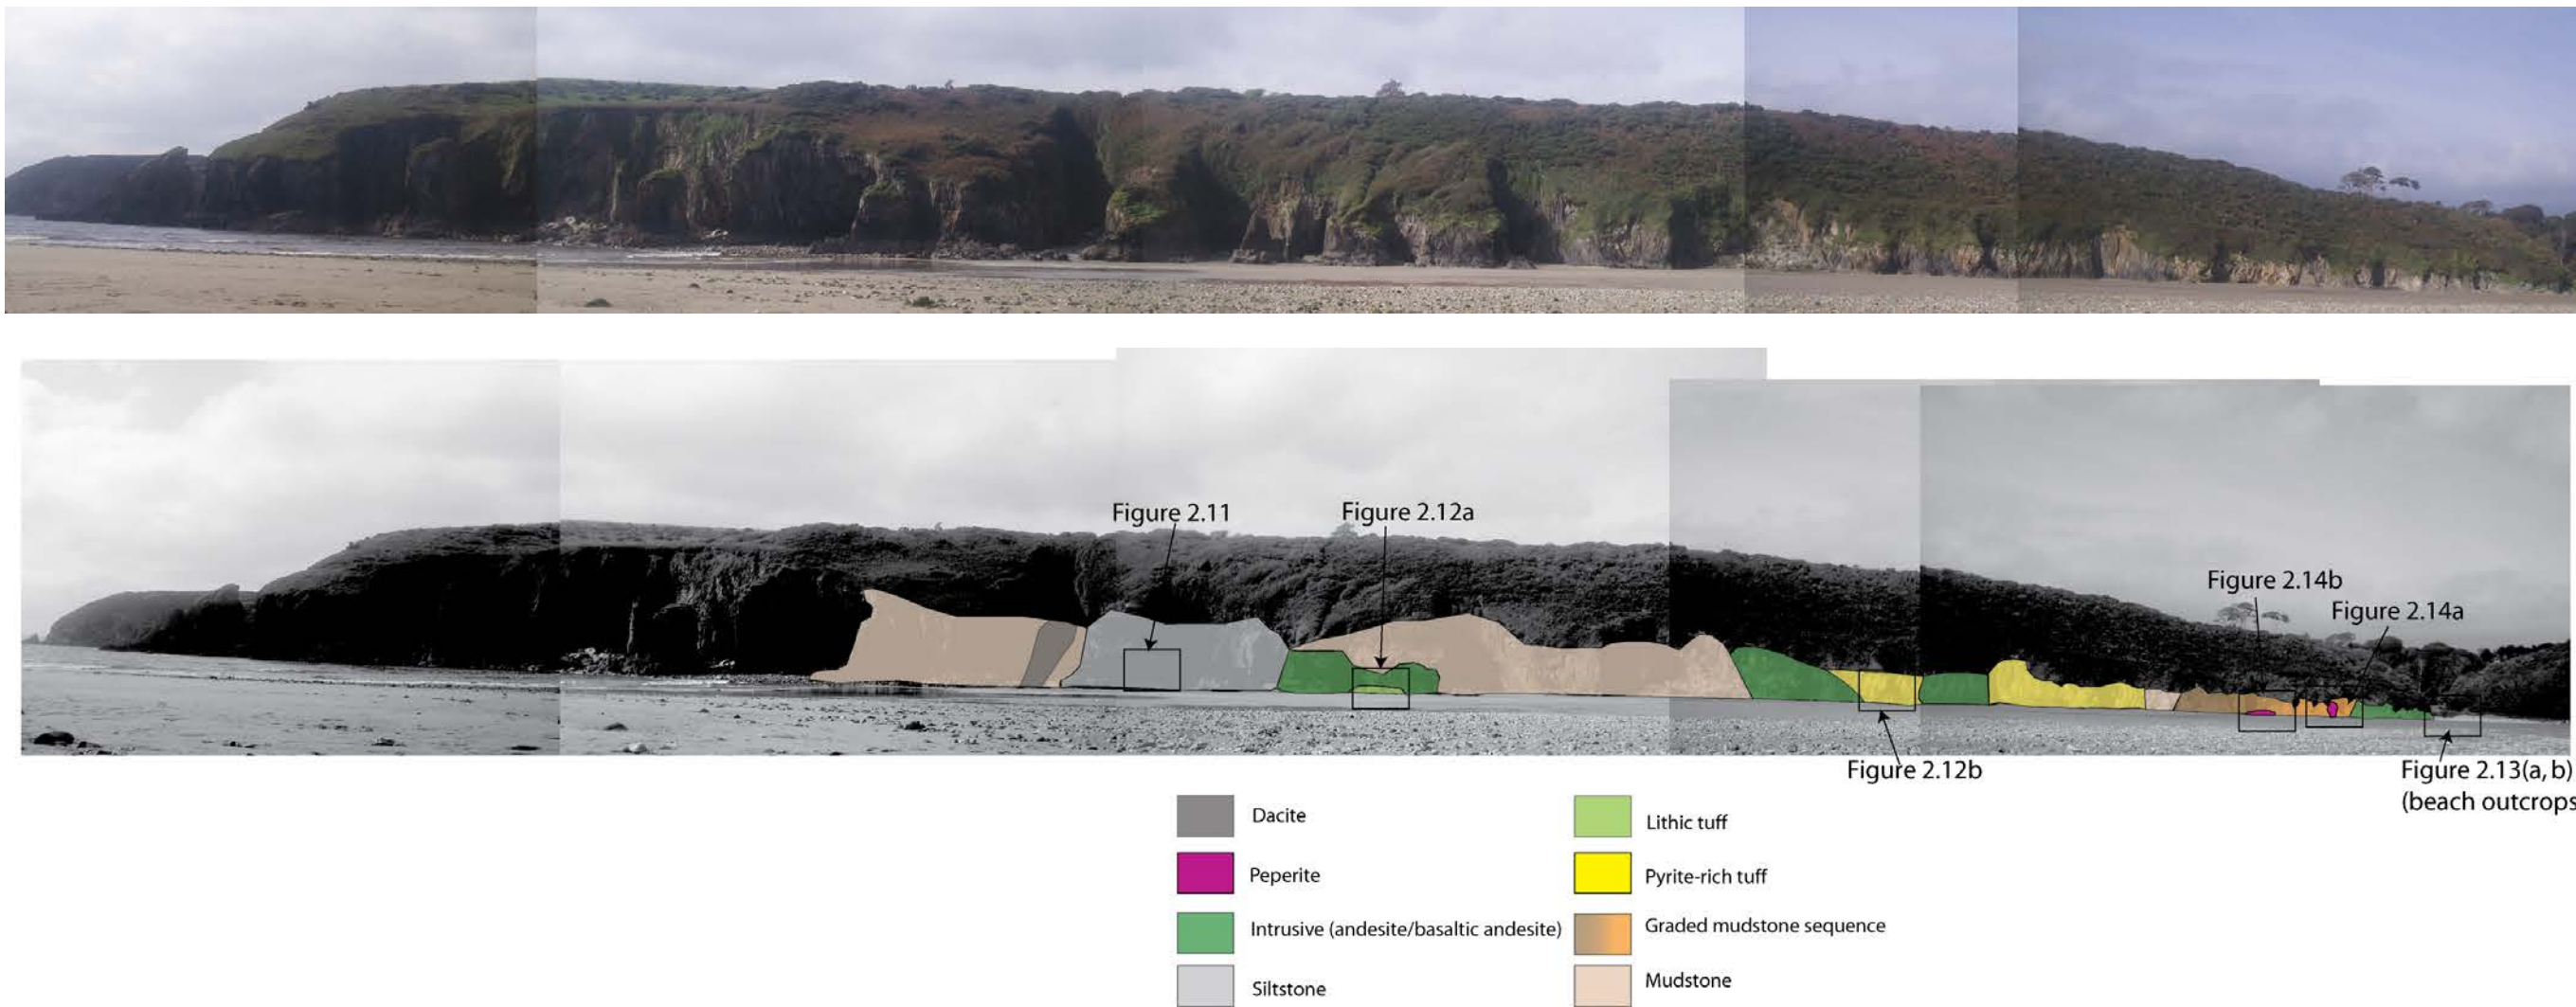 Figure 2.11
Figure 2.12a
Figure 2.14b
Figure 2.14a
Figure 2.12b
Figure 2.13(a, b)
(beach outcrops
Dacite
Lithic tuff
Peperite
Pyrite-rich tuff
Intrusive (andesite/basaltic andesite)
Graded mudstone sequence
Siltstone
Mudstone